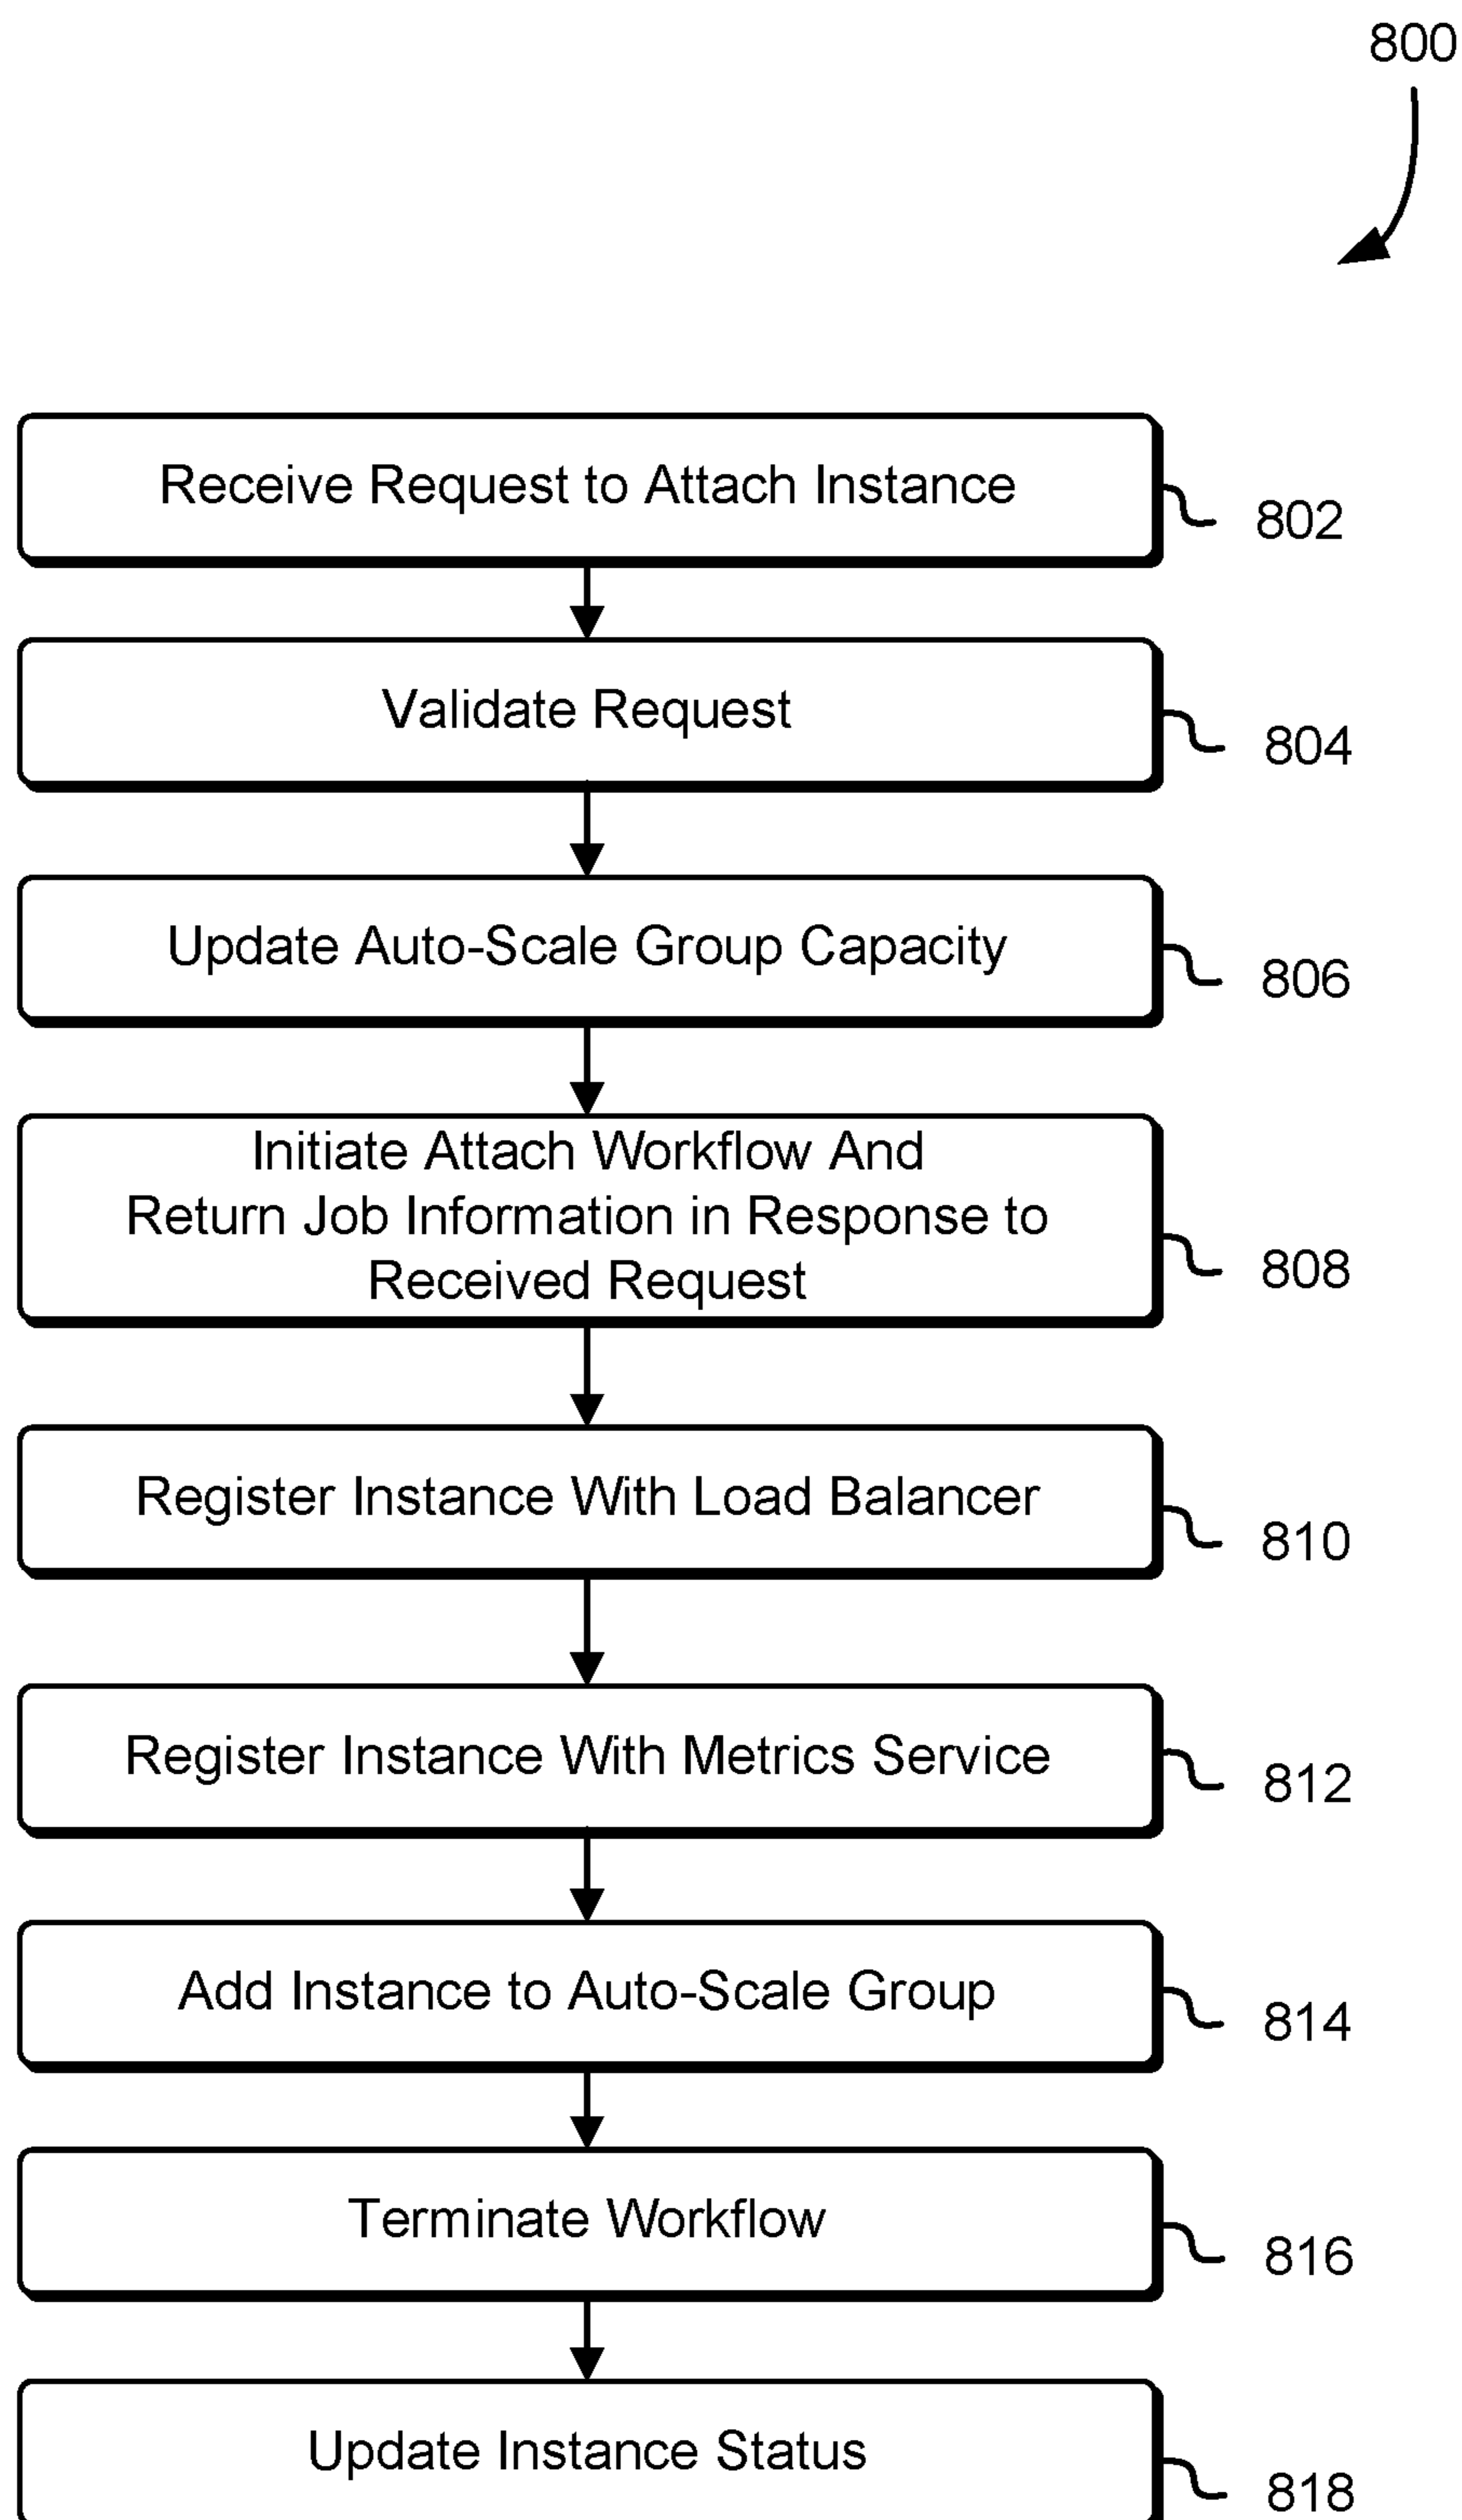 800
Receive Request to Attach Instance
802
Validate Request
804
Update Auto-Scale Group Capacity
806
Initiate Attach Workflow And
Return Job Information in Response to
Received Request
808
Register Instance With Load Balancer
810
Register Instance With Metrics Service
812
Add Instance to Auto-Scale Group
814
Terminate Workflow
816
Update Instance Status
818